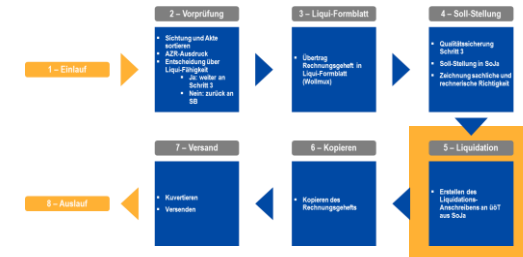 2 – Vorprüfung
3 – Liqui-Formblatt
4 – Soll-Stellung
1 – Einlauf
Sichtung und Akte
sortieren
AZR-Ausdruck
Entscheidung über
Liqui-Fähigkeit
Ja: weiter an
Schritt 3
Nein: zurück an
SB
Übertrag
Rechnungsgeheft in
Liqui-Formblatt
(Wollmux)
Qualitätssicherung
Schritt 3
Soll-Stellung in SoJa
Zeichnung sachliche und
rechnerische Richtigkeit
7 – Versand
6 – Kopieren
5 – Liquidation
8 – Auslauf
Kuvertieren
Versenden
Kopieren des
Rechnungsgehefts
Erstellen des
Liquidations-
Anschreibens an üöT
aus SoJa